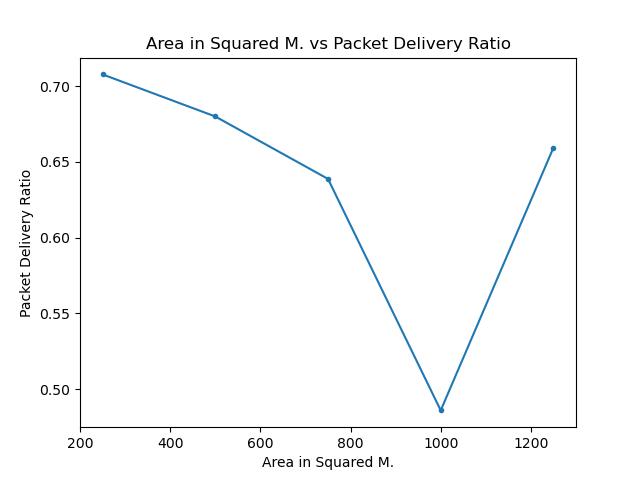 Area in Squared M. vs Packet Delivery Ratio
Packet Delivery Ratio
0.70
0.65
0.60
0.55
0.50
200 400 600 800 1000 1200
Area in Squared M.